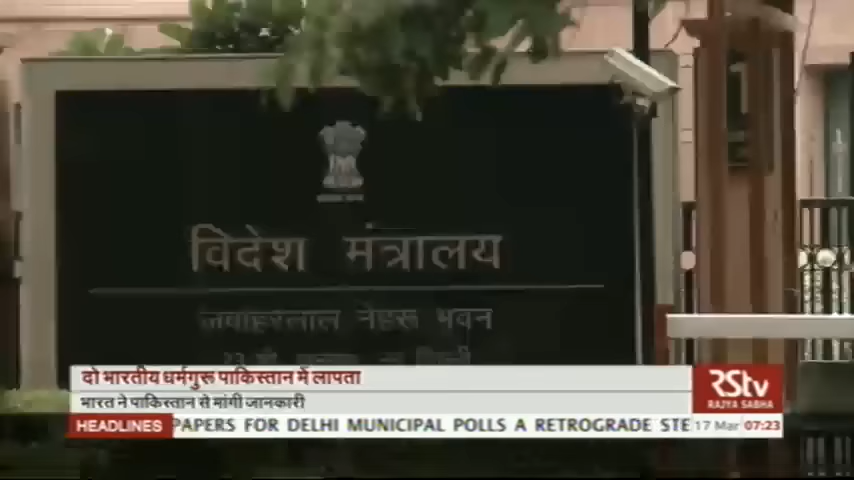 विदेश मंत्रालय
जवाहरलाल नेहरू भवन
दो भारतीय धर्मगुरू पाकिस्तान में लापता
भारत ने पाकिस्तान से मांगी जानकारी
RStv
RAJYA SABHA
HEADLINES PAPERS FOR DELHI MUNICIPAL POLLS A RETROGRADE STE 17 Mar 07:23